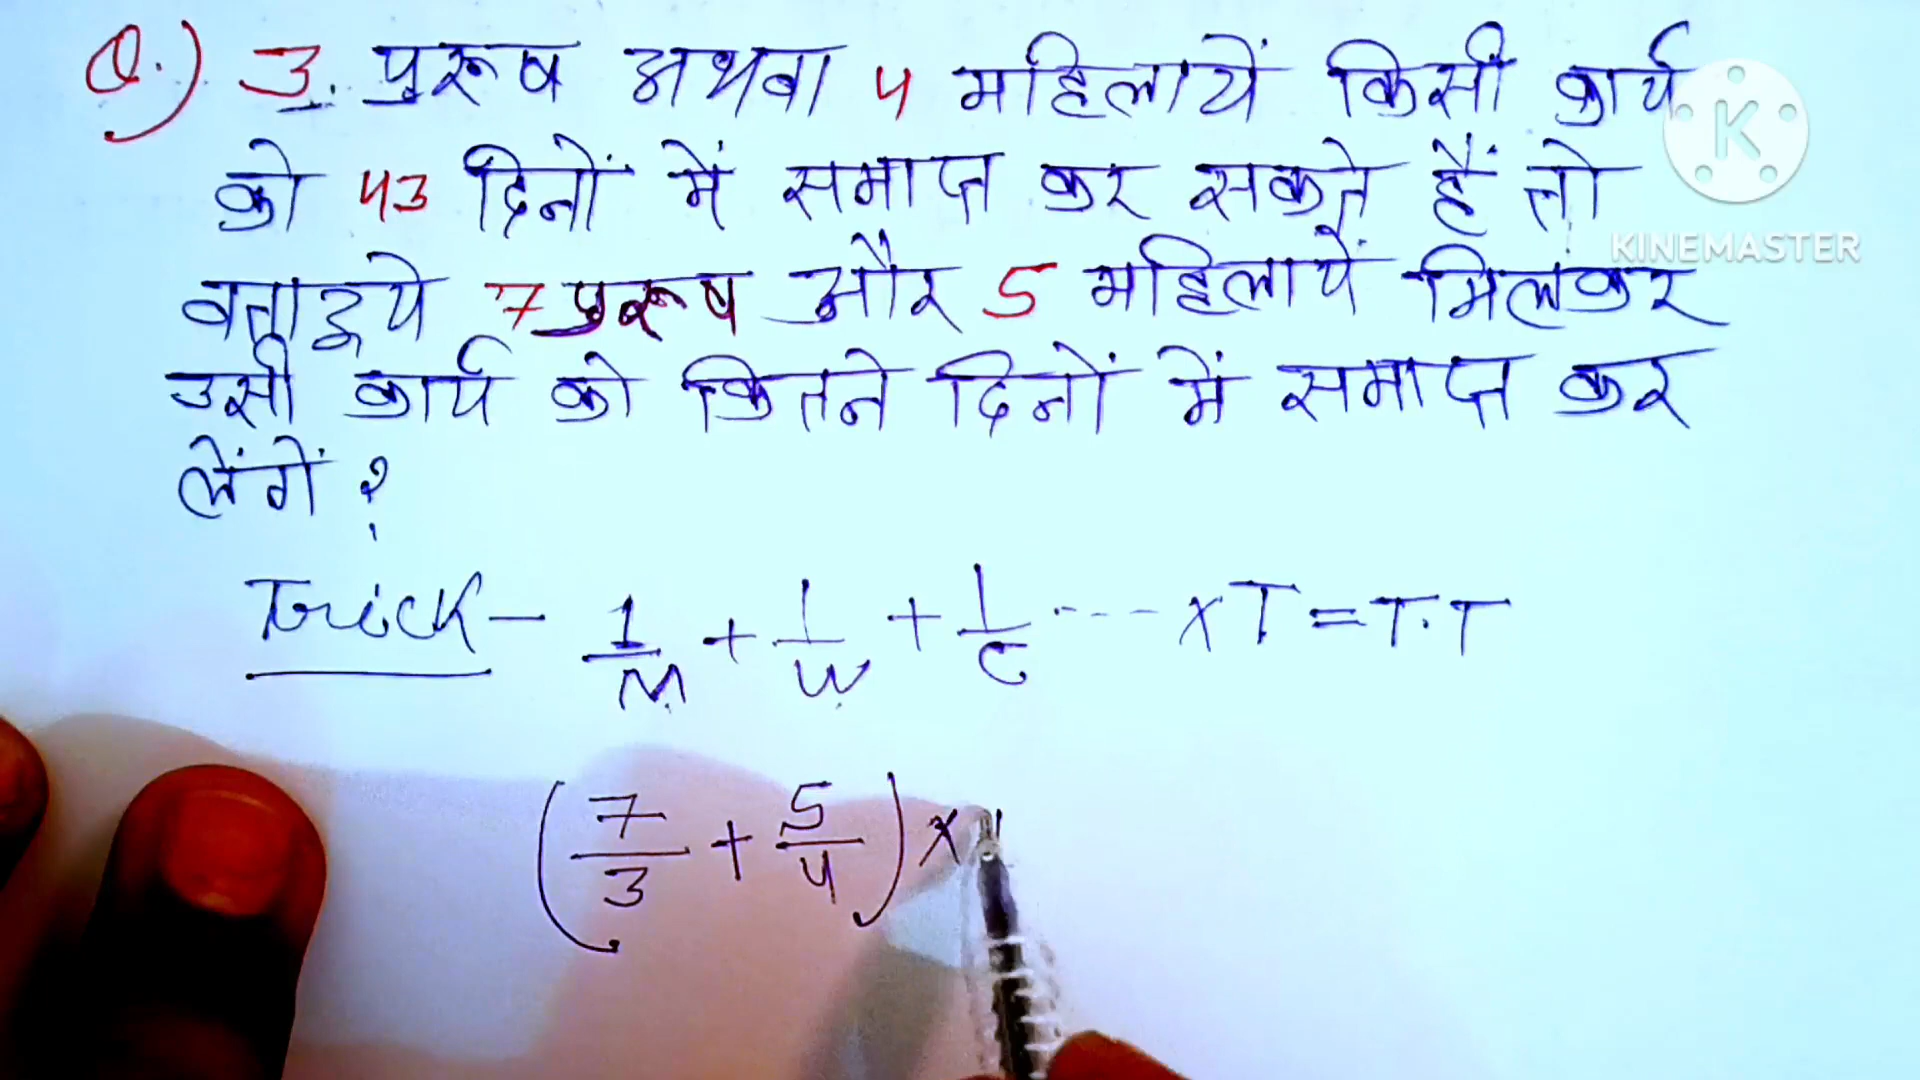 Q.) 3. पुरूष अथवा 4 महिलायें किसी कार्य
को 43 दिनों में समाप्त कर सकते हैं तो
बताइये 7 पुरूष और 5 महिलायें मिलकर
उसी कार्य को कितने दिनों में समाप्त कर
लेंगें ?
Trick - 1/M + 1/W + 1/C ---- × T = T.T
(7/3 + 5/4) ×
K
KINEMASTER